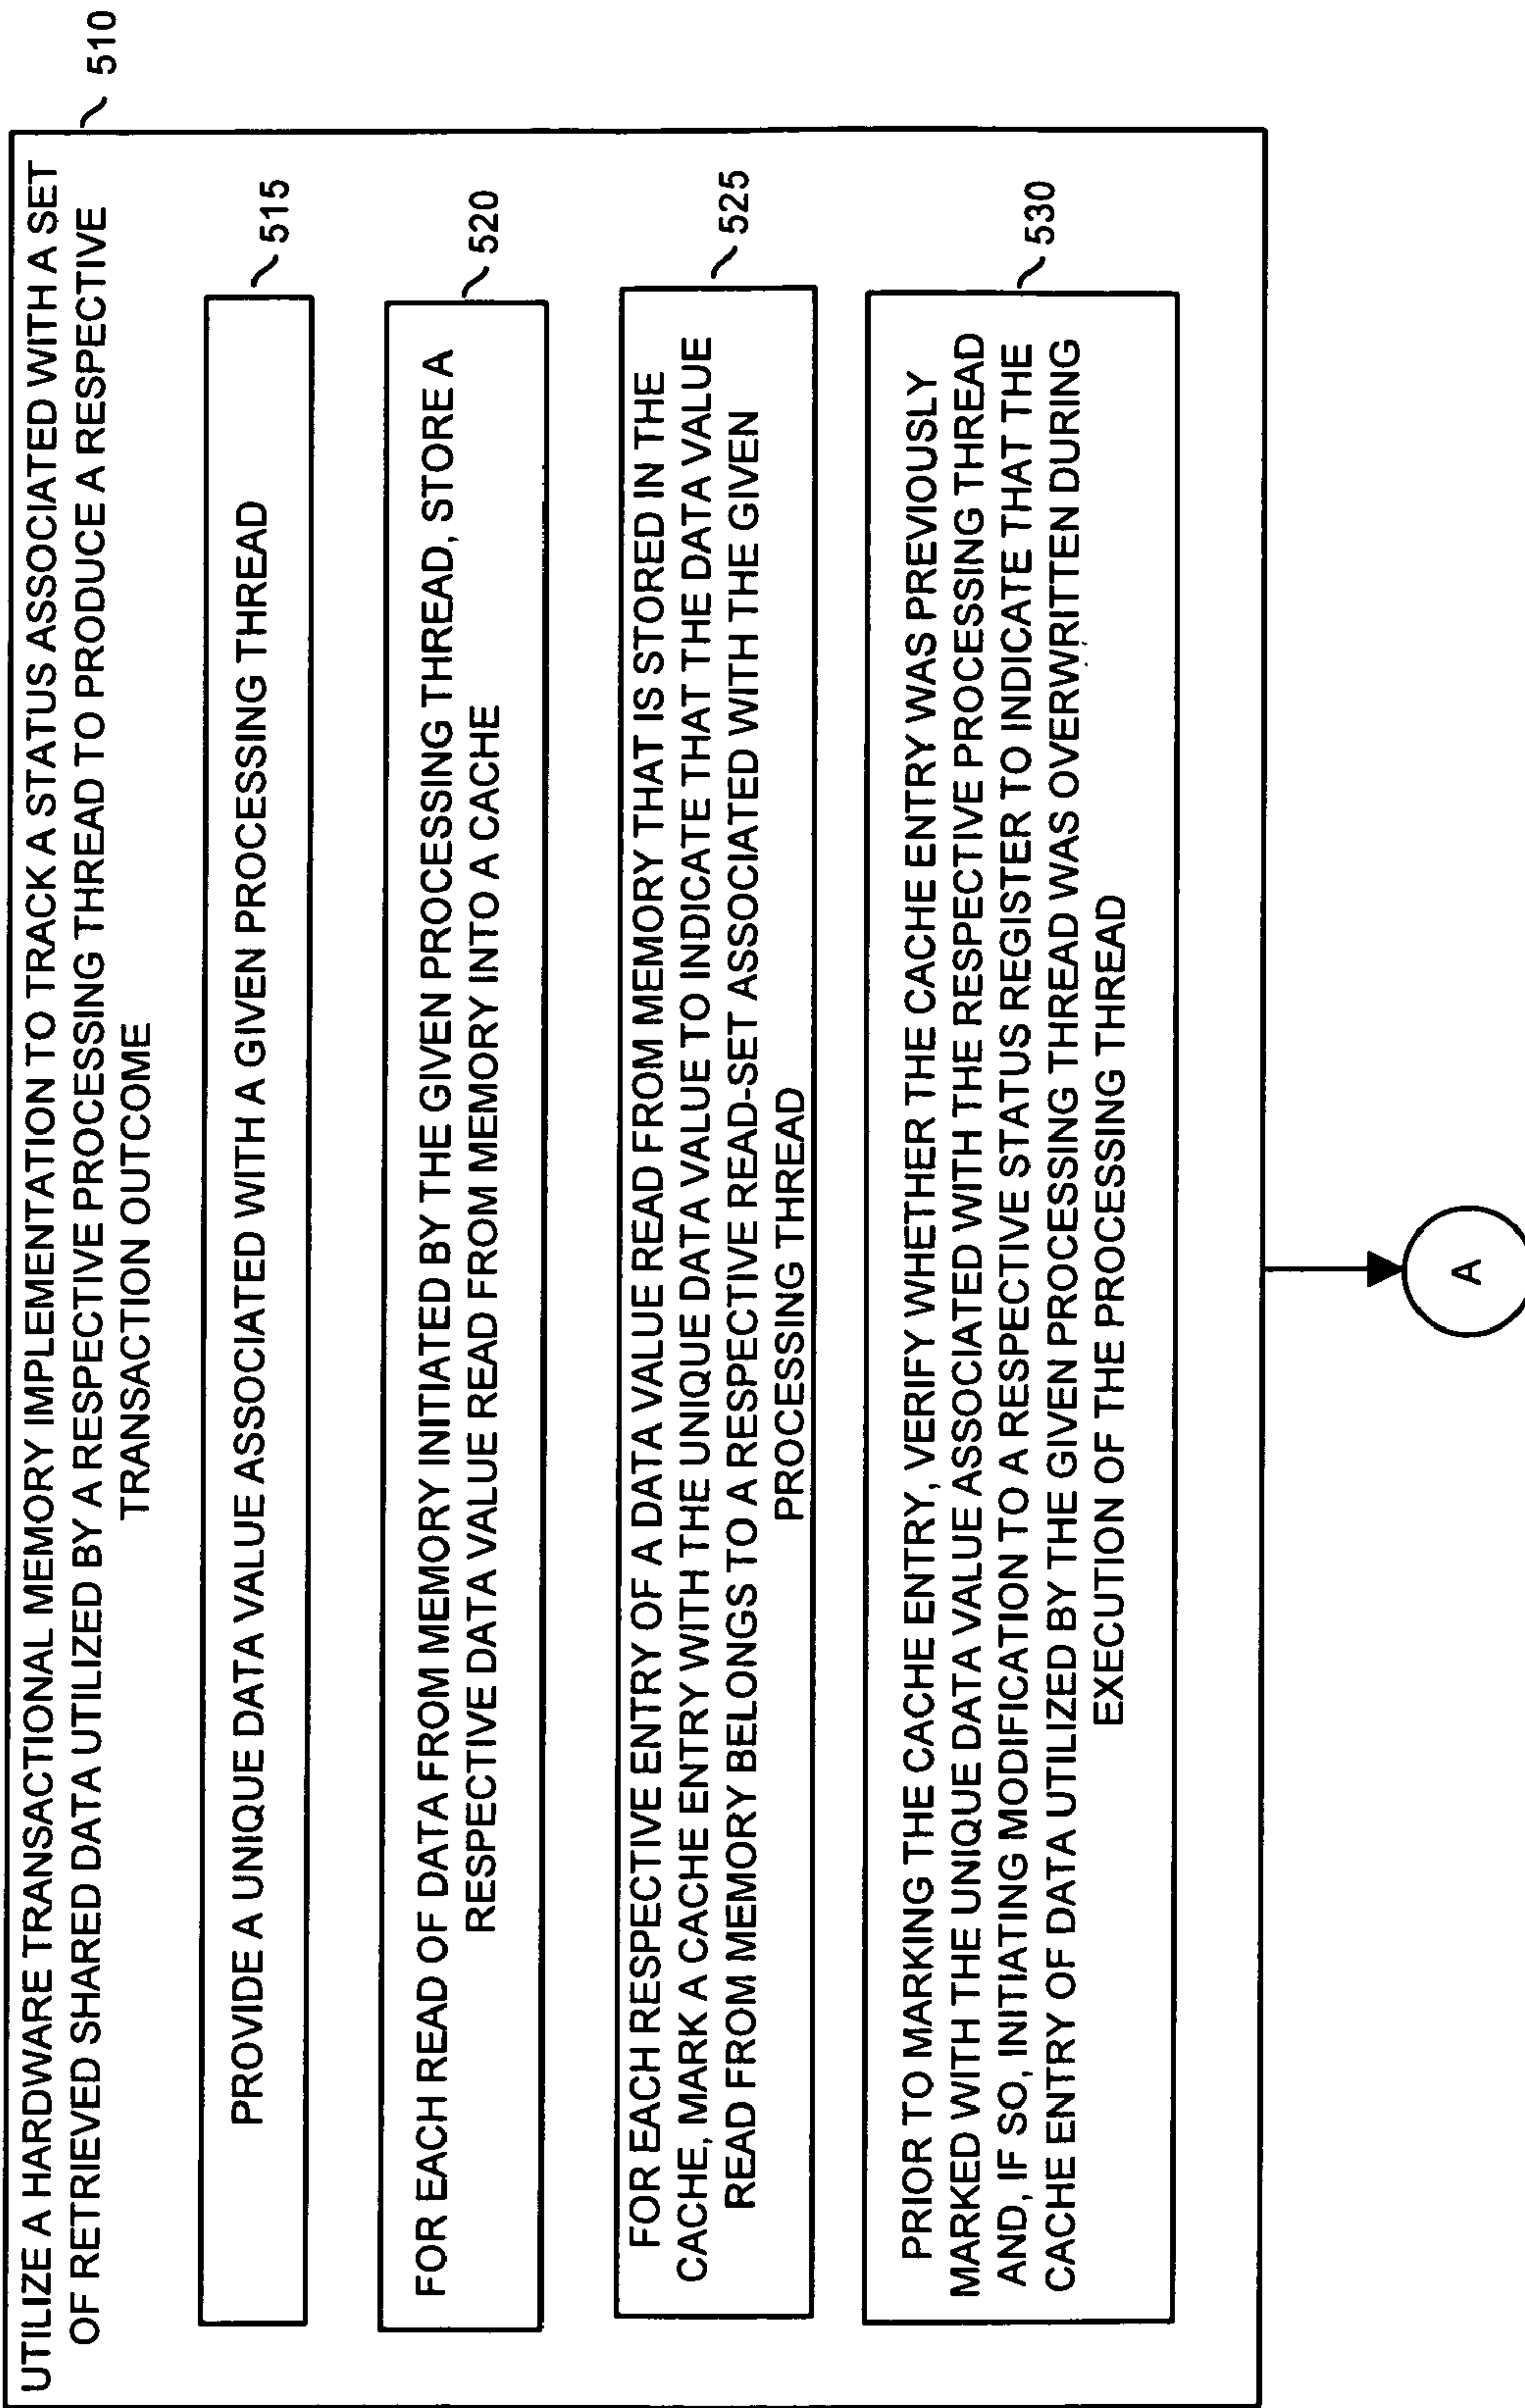 UTILIZE A HARDWARE TRANSACTIONAL MEMORY IMPLEMENTATION TO TRACK A STATUS ASSOCIATED WITH A SET
OF RETRIEVED SHARED DATA UTILIZED BY A RESPECTIVE PROCESSING THREAD TO PRODUCE A RESPECTIVE
TRANSACTION OUTCOME
510
PROVIDE A UNIQUE DATA VALUE ASSOCIATED WITH A GIVEN PROCESSING THREAD
515
FOR EACH READ OF DATA FROM MEMORY INITIATED BY THE GIVEN PROCESSING THREAD, STORE A
RESPECTIVE DATA VALUE READ FROM MEMORY INTO A CACHE
520
FOR EACH RESPECTIVE ENTRY OF A DATA VALUE READ FROM MEMORY THAT IS STORED IN THE
CACHE, MARK A CACHE ENTRY WITH THE UNIQUE DATA VALUE TO INDICATE THAT THE DATA VALUE
READ FROM MEMORY BELONGS TO A RESPECTIVE READ-SET ASSOCIATED WITH THE GIVEN
PROCESSING THREAD
525
PRIOR TO MARKING THE CACHE ENTRY, VERIFY WHETHER THE CACHE ENTRY WAS PREVIOUSLY
MARKED WITH THE UNIQUE DATA VALUE ASSOCIATED WITH THE RESPECTIVE PROCESSING THREAD
AND, IF SO, INITIATING MODIFICATION TO A RESPECTIVE STATUS REGISTER TO INDICATE THAT THE
CACHE ENTRY OF DATA UTILIZED BY THE GIVEN PROCESSING THREAD WAS OVERWRITTEN DURING
EXECUTION OF THE PROCESSING THREAD
530
A